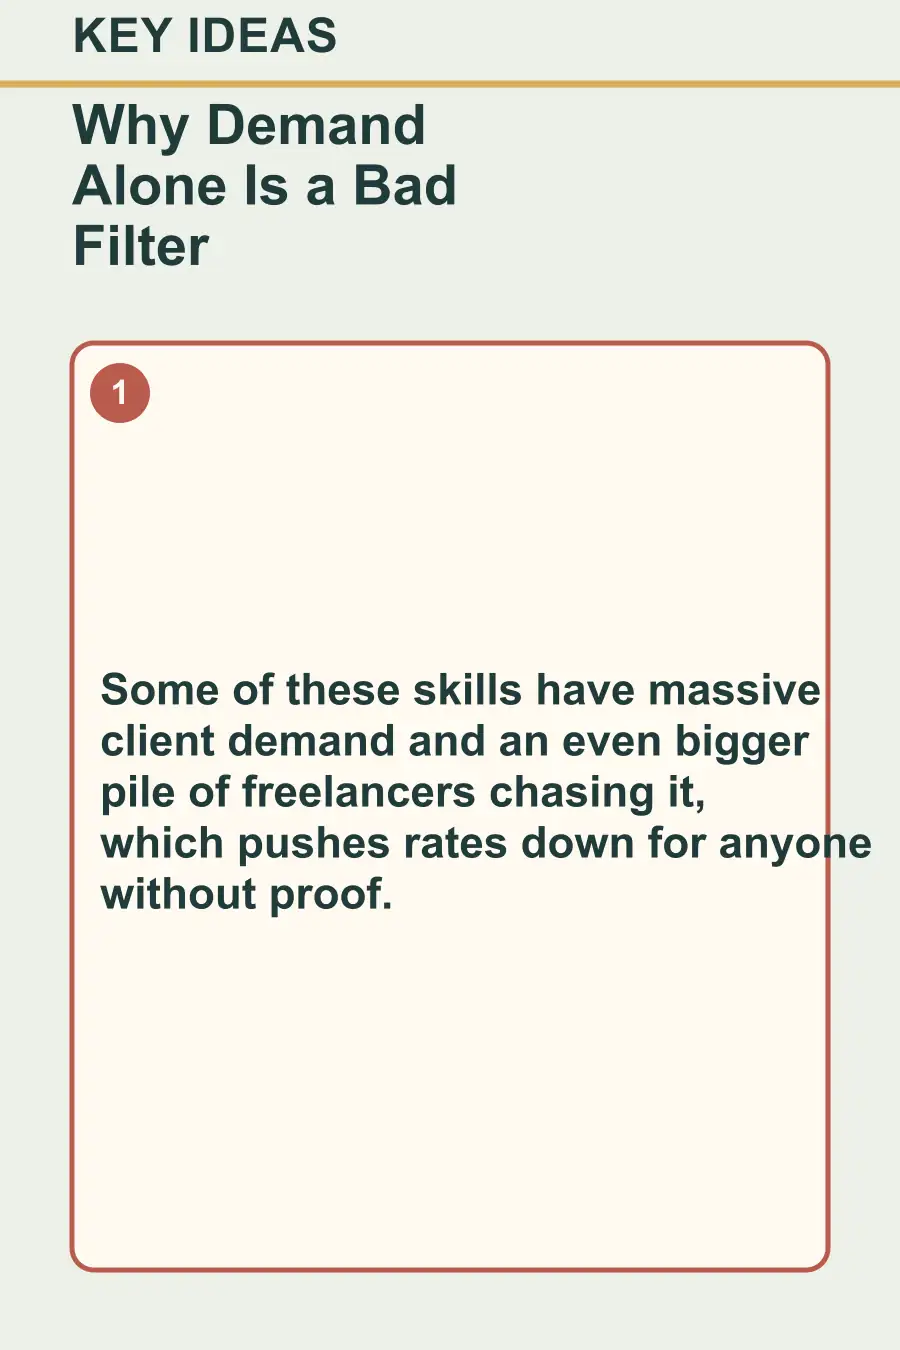 KEY IDEAS
Why Demand
Alone Is a Bad
Filter
1
Some of these skills have massive
client demand and an even bigger
pile of freelancers chasing it,
which pushes rates down for anyone
without proof.